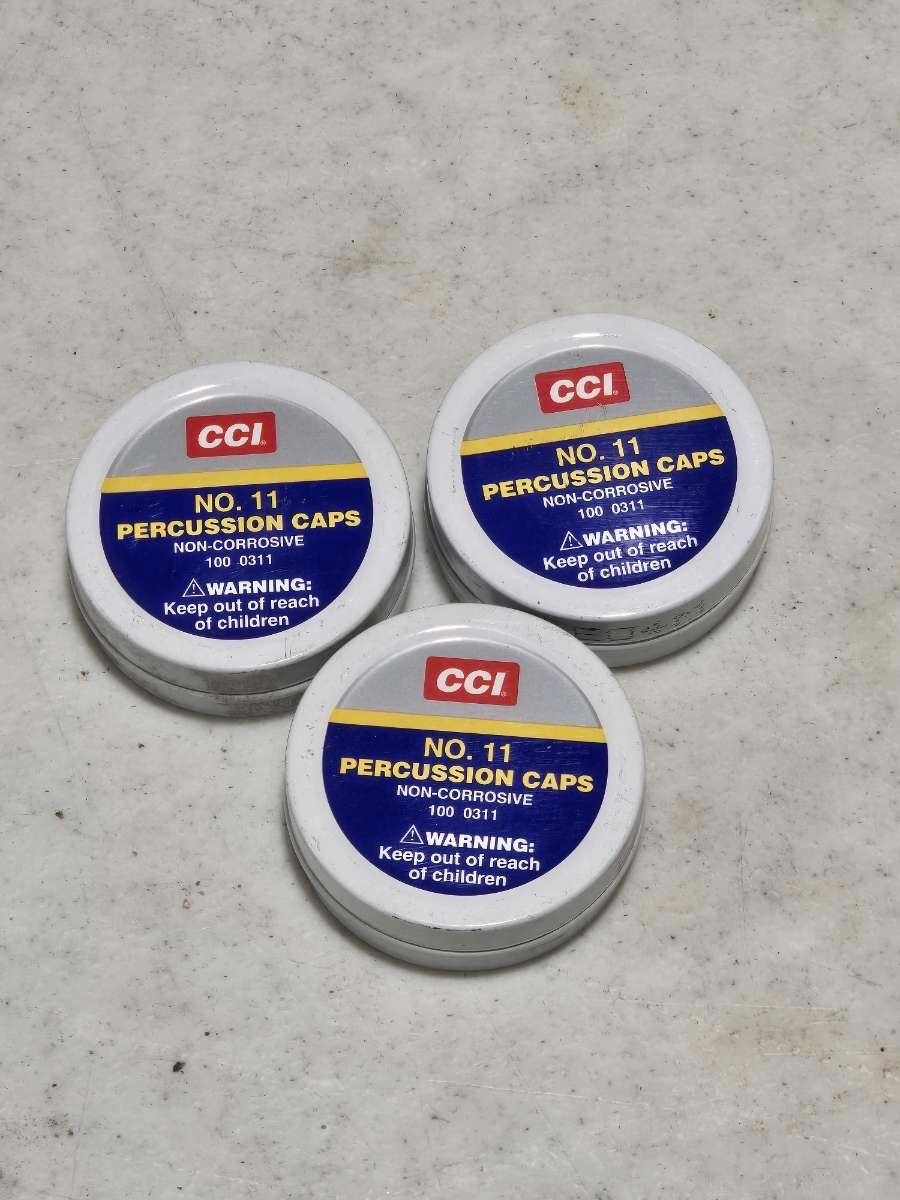 CCI®
NO. 11
PERCUSSION CAPS
NON-CORROSIVE
100 0311
⚠WARNING:
Keep out of reach
of children
CCI®
NO. 11
PERCUSSION CAPS
NON-CORROSIVE
100 0311
⚠WARNING:
Keep out of reach
of children
CCI®
NO. 11
PERCUSSION CAPS
NON-CORROSIVE
100 0311
⚠WARNING:
Keep out of reach
of children